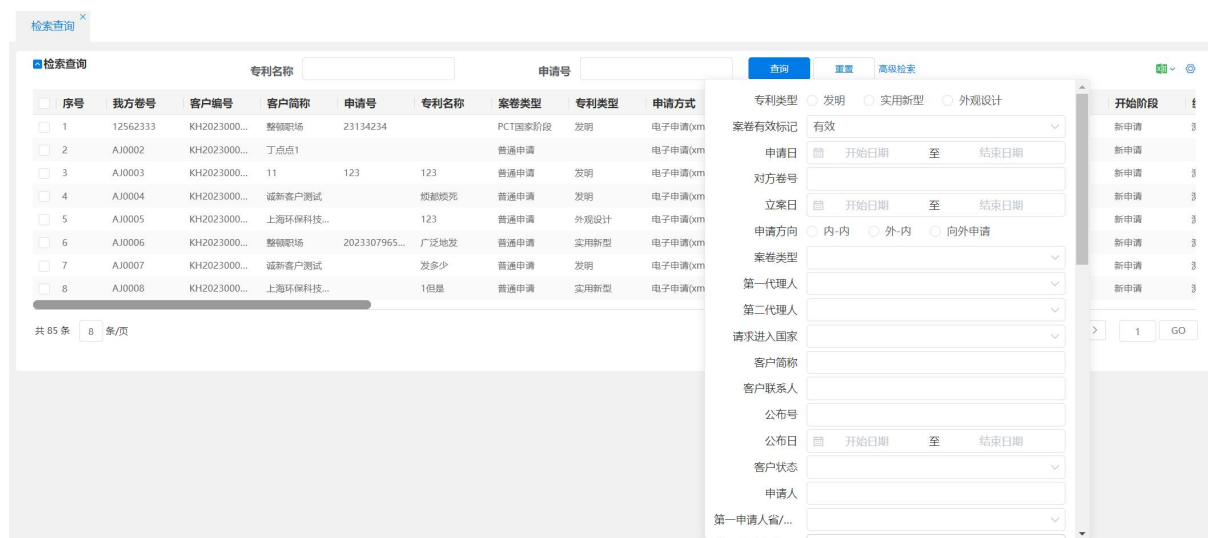 检索查询 ×
检索查询 专利名称 申请号 查询 重置 高级检索
序号 我方卷号 客户编号 客户简称 申请号 专利名称 案卷类型 专利类型 申请方式 开始阶段
1 12562333 KH2023000... 整顿职场 23134234 PCT国家阶段 发明 电子申请(xm 新申请
2 AJ0002 KH2023000... 丁点点1 普通申请 电子申请(xm 新申请
3 AJ0003 KH2023000... 11 123 123 普通申请 发明 电子申请(xm 新申请
4 AJ0004 KH2023000... 诚新客户测试 烦都烦死 普通申请 发明 电子申请(xm 新申请
5 AJ0005 KH2023000... 上海环保科技... 123 普通申请 外观设计 电子申请(xm 新申请
6 AJ0006 KH2023000... 整顿职场 2023307965... 广泛地发 普通申请 实用新型 电子申请(xm 新申请
7 AJ0007 KH2023000... 诚新客户测试 发多少 普通申请 发明 电子申请(xm 新申请
8 AJ0008 KH2023000... 上海环保科技... 1但是 普通申请 实用新型 电子申请(xm 新申请
共 85 条 8 条/页 > 1 GO
专利类型 发明 实用新型 外观设计
案卷有效标记 有效
申请日 开始日期 至 结束日期
对方卷号
立案日 开始日期 至 结束日期
申请方向 内-内 外-内 向外申请
案卷类型
第一代理人
第二代理人
请求进入国家
客户简称
客户联系人
公布号
公布日 开始日期 至 结束日期
客户状态
申请人
第一申请人省/...